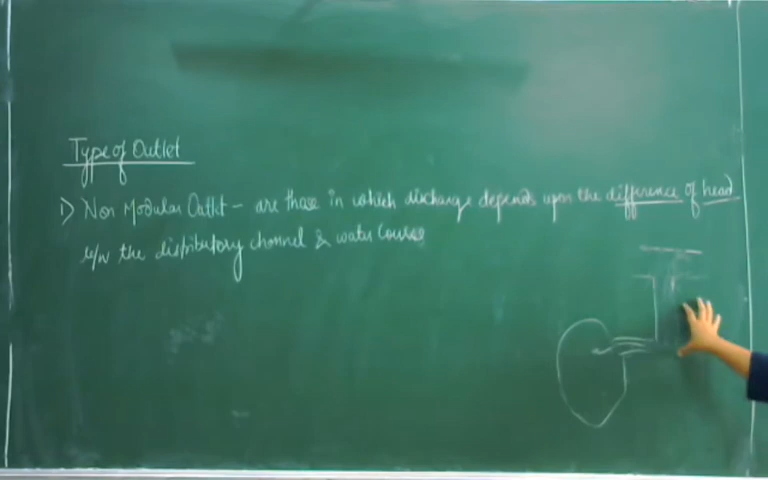 Type of Outlet
1) Non Modular Outlet - are those in which discharge depends upon the difference of head
b/w the distributory channel & water course